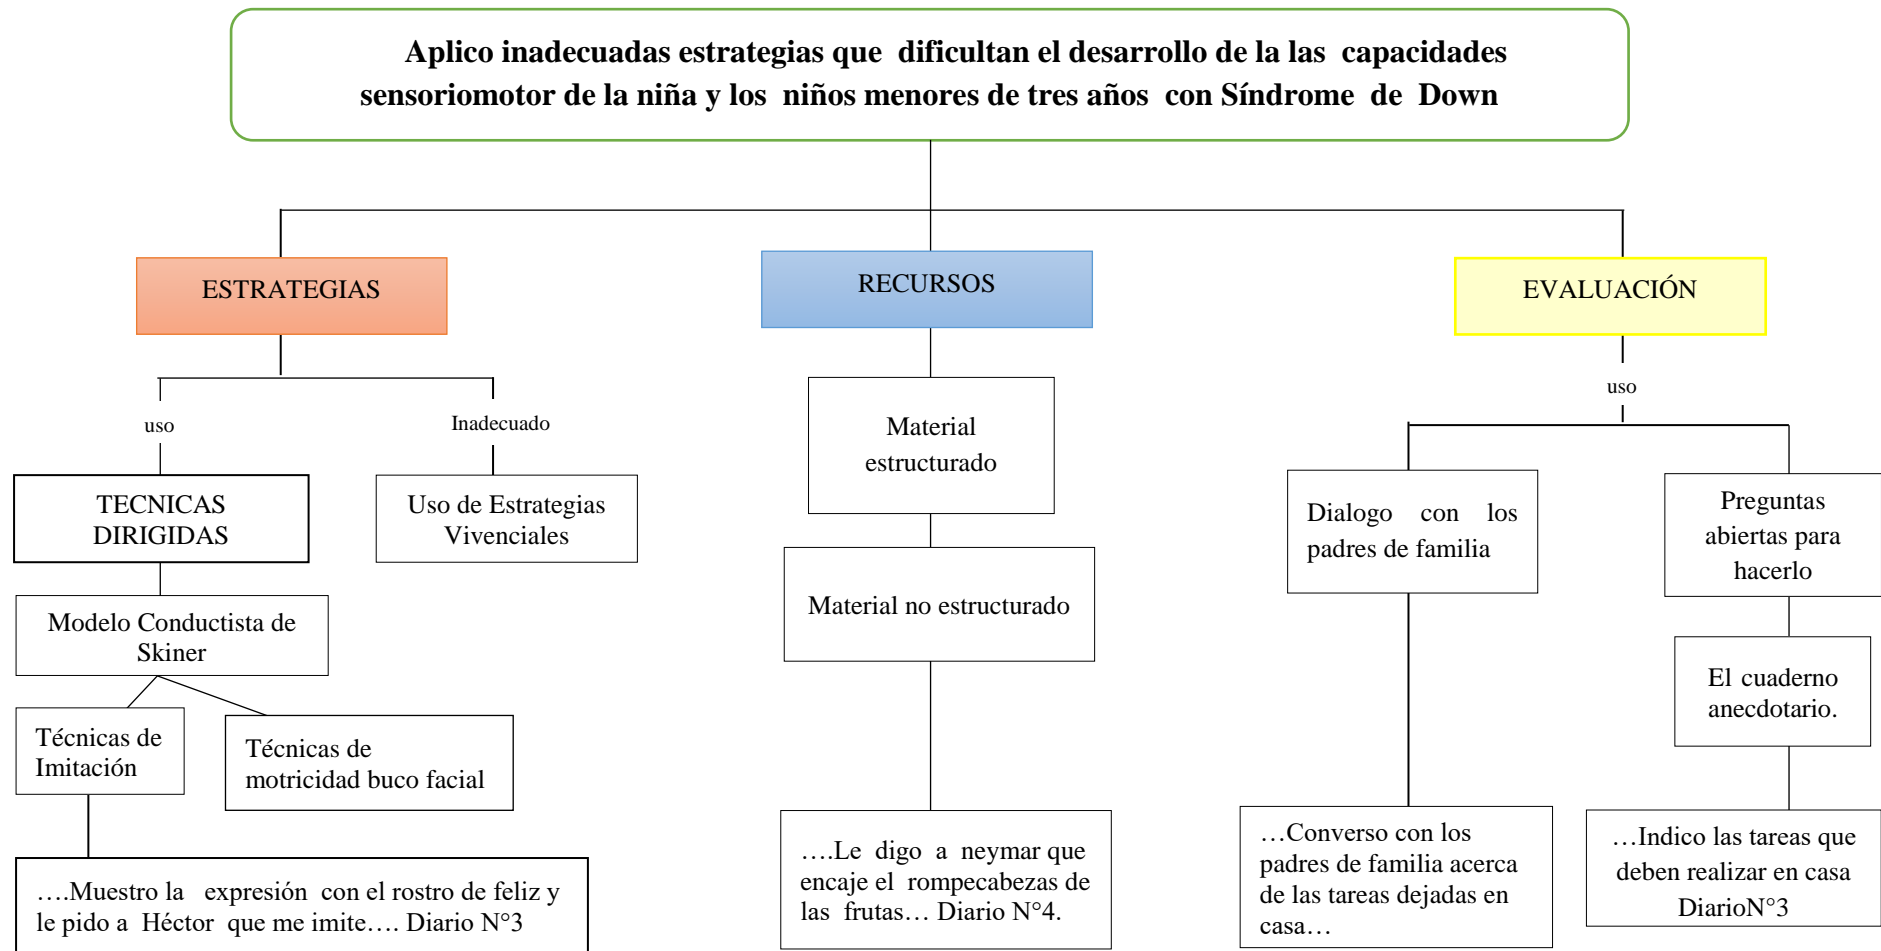 Aplico inadecuadas estrategias que dificultan el desarrollo de la las capacidades
sensoriomotor de la niña y los niños menores de tres años con Síndrome de Down
ESTRATEGIAS
RECURSOS
EVALUACIÓN
uso
Inadecuado
TECNICAS
DIRIGIDAS
Uso de Estrategias
Vivenciales
Modelo Conductista de
Skiner
Técnicas de
Imitación
Técnicas de
motricidad buco facial
….Muestro la expresión con el rostro de feliz y
le pido a Héctor que me imite…. Diario N°3
Material
estructurado
Material no estructurado
….Le digo a neymar que
encaje el rompecabezas de
las frutas… Diario N°4.
uso
Dialogo con los
padres de familia
…Converso con los
padres de familia acerca
de las tareas dejadas en
casa…
Preguntas
abiertas para
hacerlo
El cuaderno
anecdotario.
…Indico las tareas que
deben realizar en casa
DiarioN°3